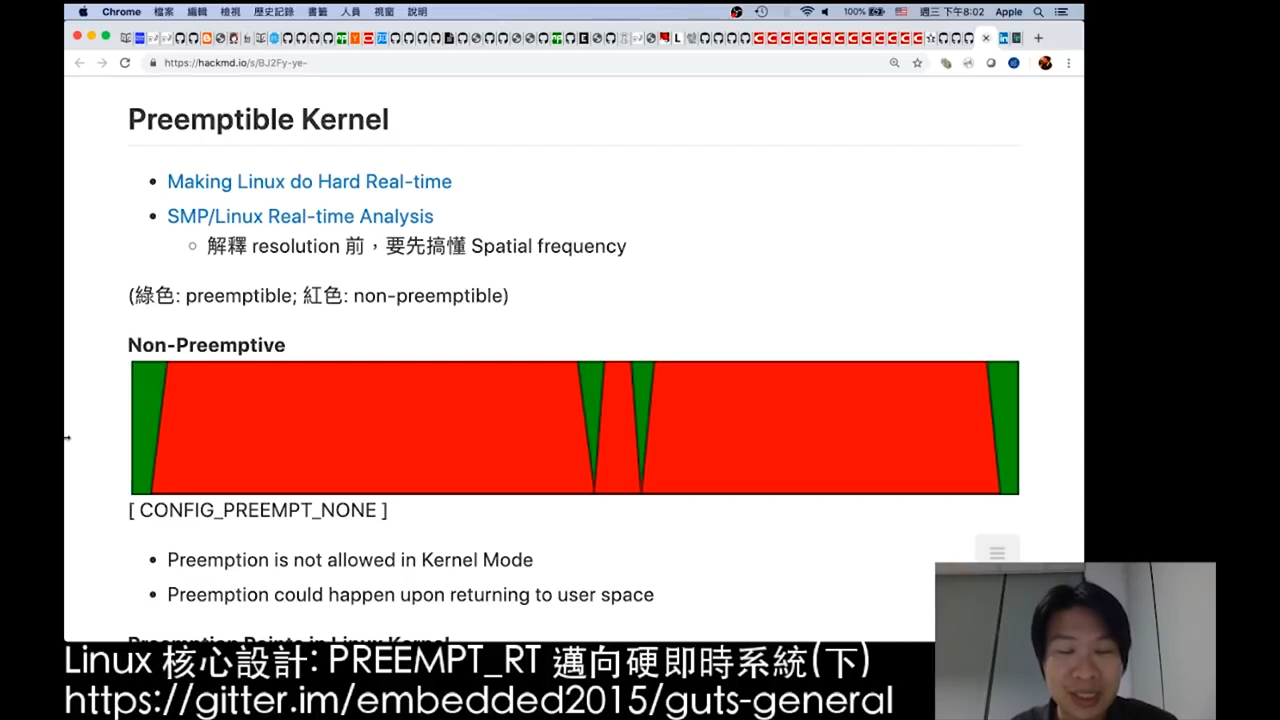 Chrome 檔案 編輯 檢視 歷史記錄 書籤 人員 視窗 說明 100% 週三 下午8:02 Apple
https://hackmd.io/s/BJ2Fy-ye-
Preemptible Kernel
Making Linux do Hard Real-time
SMP/Linux Real-time Analysis
解釋 resolution 前，要先搞懂 Spatial frequency
(綠色: preemptible; 紅色: non-preemptible)
Non-Preemptive
[ CONFIG_PREEMPT_NONE ]
Preemption is not allowed in Kernel Mode
Preemption could happen upon returning to user space
Preemption Points in Linux Kernel
Linux 核心設計: PREEMPT_RT 邁向硬即時系統(下)
https://gitter.im/embedded2015/guts-general